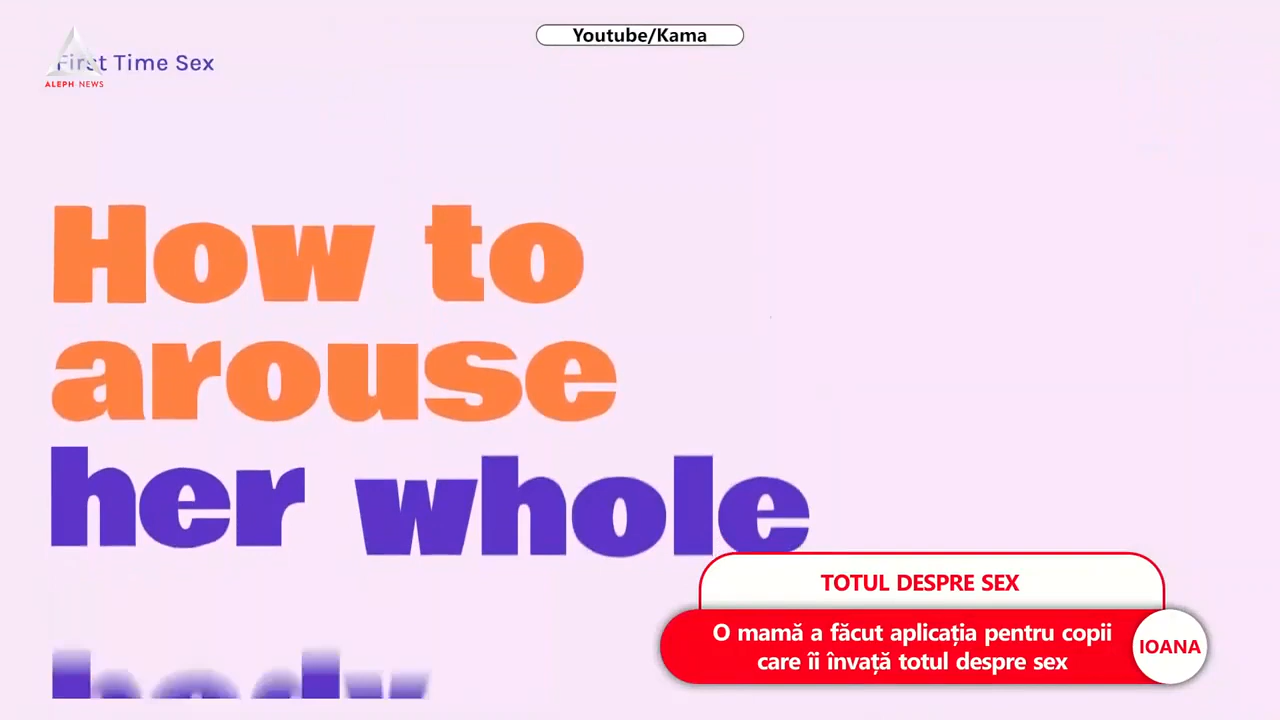 Youtube/Kama
First Time Sex
ALEPH NEWS
How to
arouse
her whole
body
TOTUL DESPRE SEX
O mamă a făcut aplicația pentru copii
care îi învață totul despre sex
IOANA